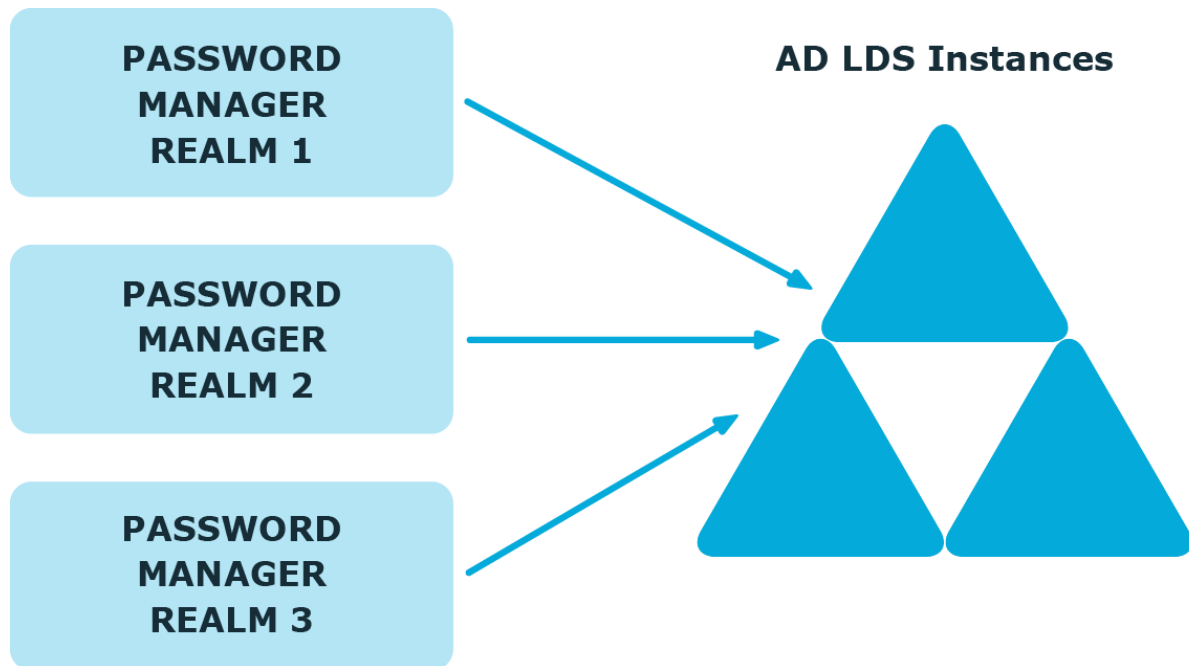 PASSWORD
MANAGER
REALM 1
AD LDS Instances
PASSWORD
MANAGER
REALM 2
PASSWORD
MANAGER
REALM 3